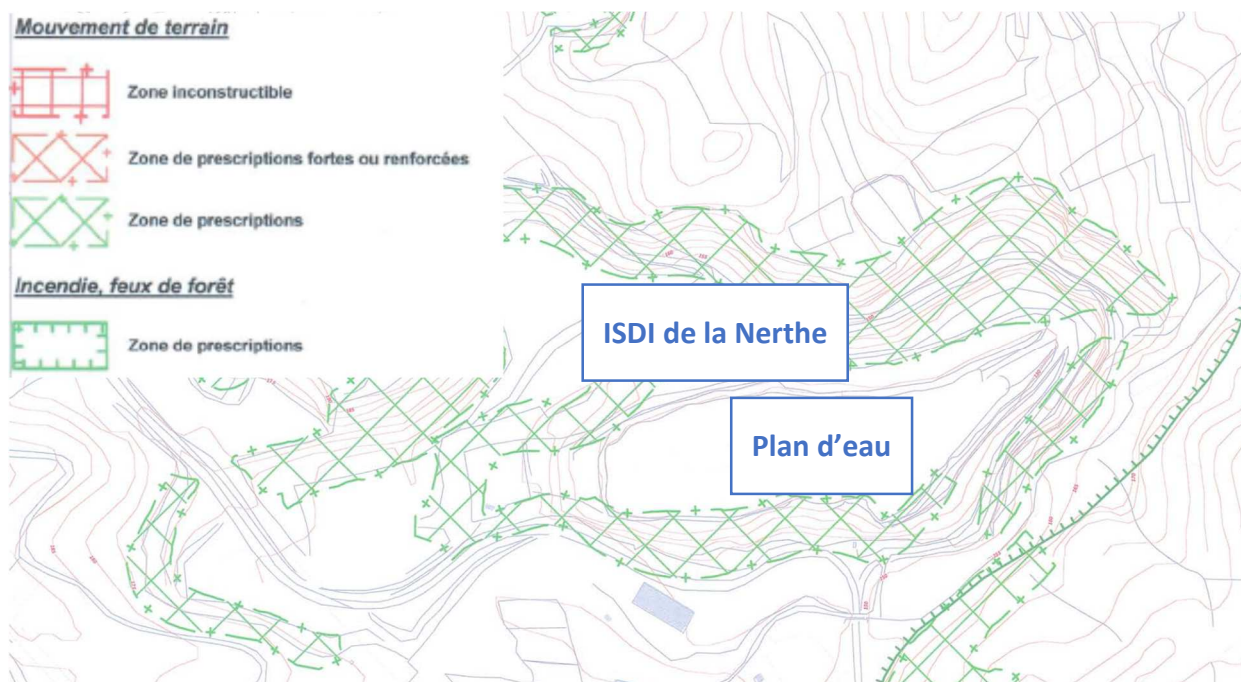 Mouvement de terrain
Zone inconstructible
Zone de prescriptions fortes ou renforcées
Zone de prescriptions
Incendie, feux de forêt
Zone de prescriptions
ISDI de la Nerthe
Plan d'eau